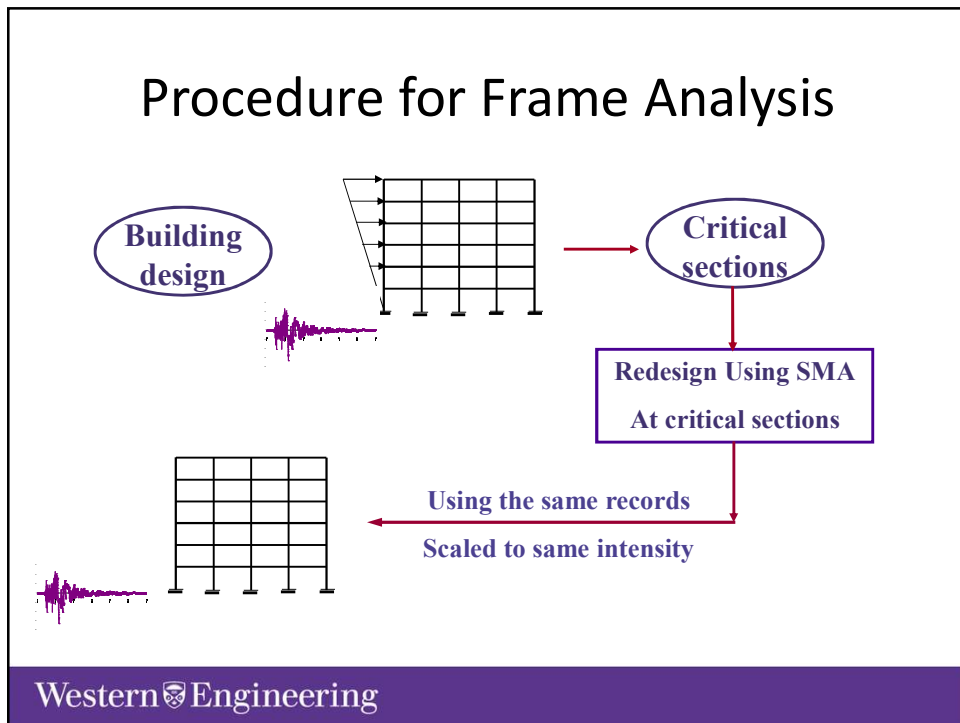 Procedure for Frame Analysis
Building
design
Critical
sections
Redesign Using SMA
At critical sections
Using the same records
Scaled to same intensity
Western Engineering